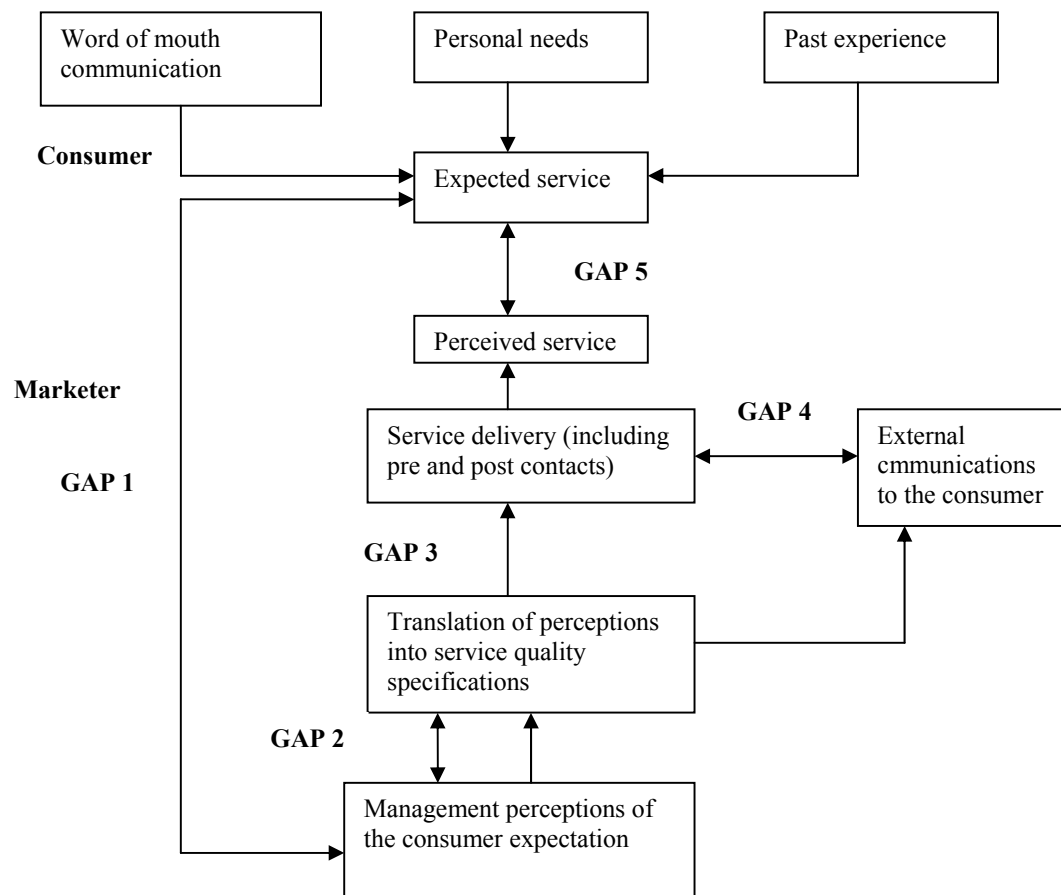 Word of mouth
communication
Personal needs
Past experience
Consumer
Expected service
GAP 5
Perceived service
Marketer
GAP 4
Service delivery (including
pre and post contacts)
External
cmmunications
to the consumer
GAP 1
GAP 3
Translation of perceptions
into service quality
specifications
GAP 2
Management perceptions of
the consumer expectation